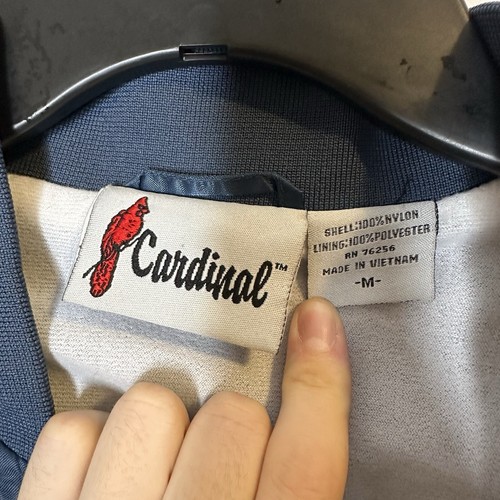 Cardinal™
SHELL:100%NYLON
LINING:100%POLYESTER
RN 76256
MADE IN VIETNAM
-M-